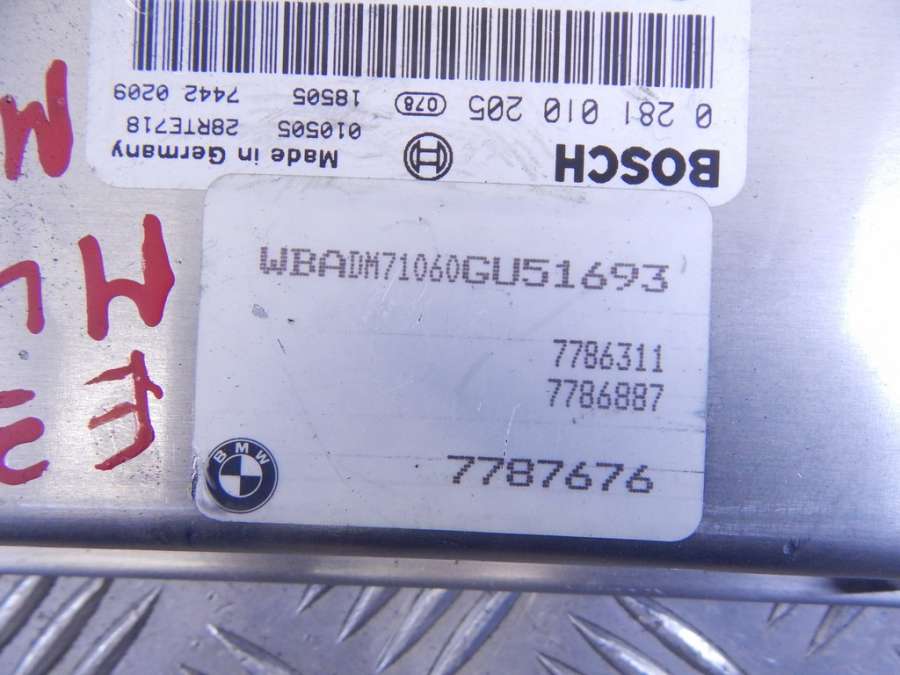 BOSCH
0 281 010 205 078 18505 7442 0209
010505 28RTE718
Made in Germany
WBADM71060GU51693
7786311
7786887
7787676
BMW